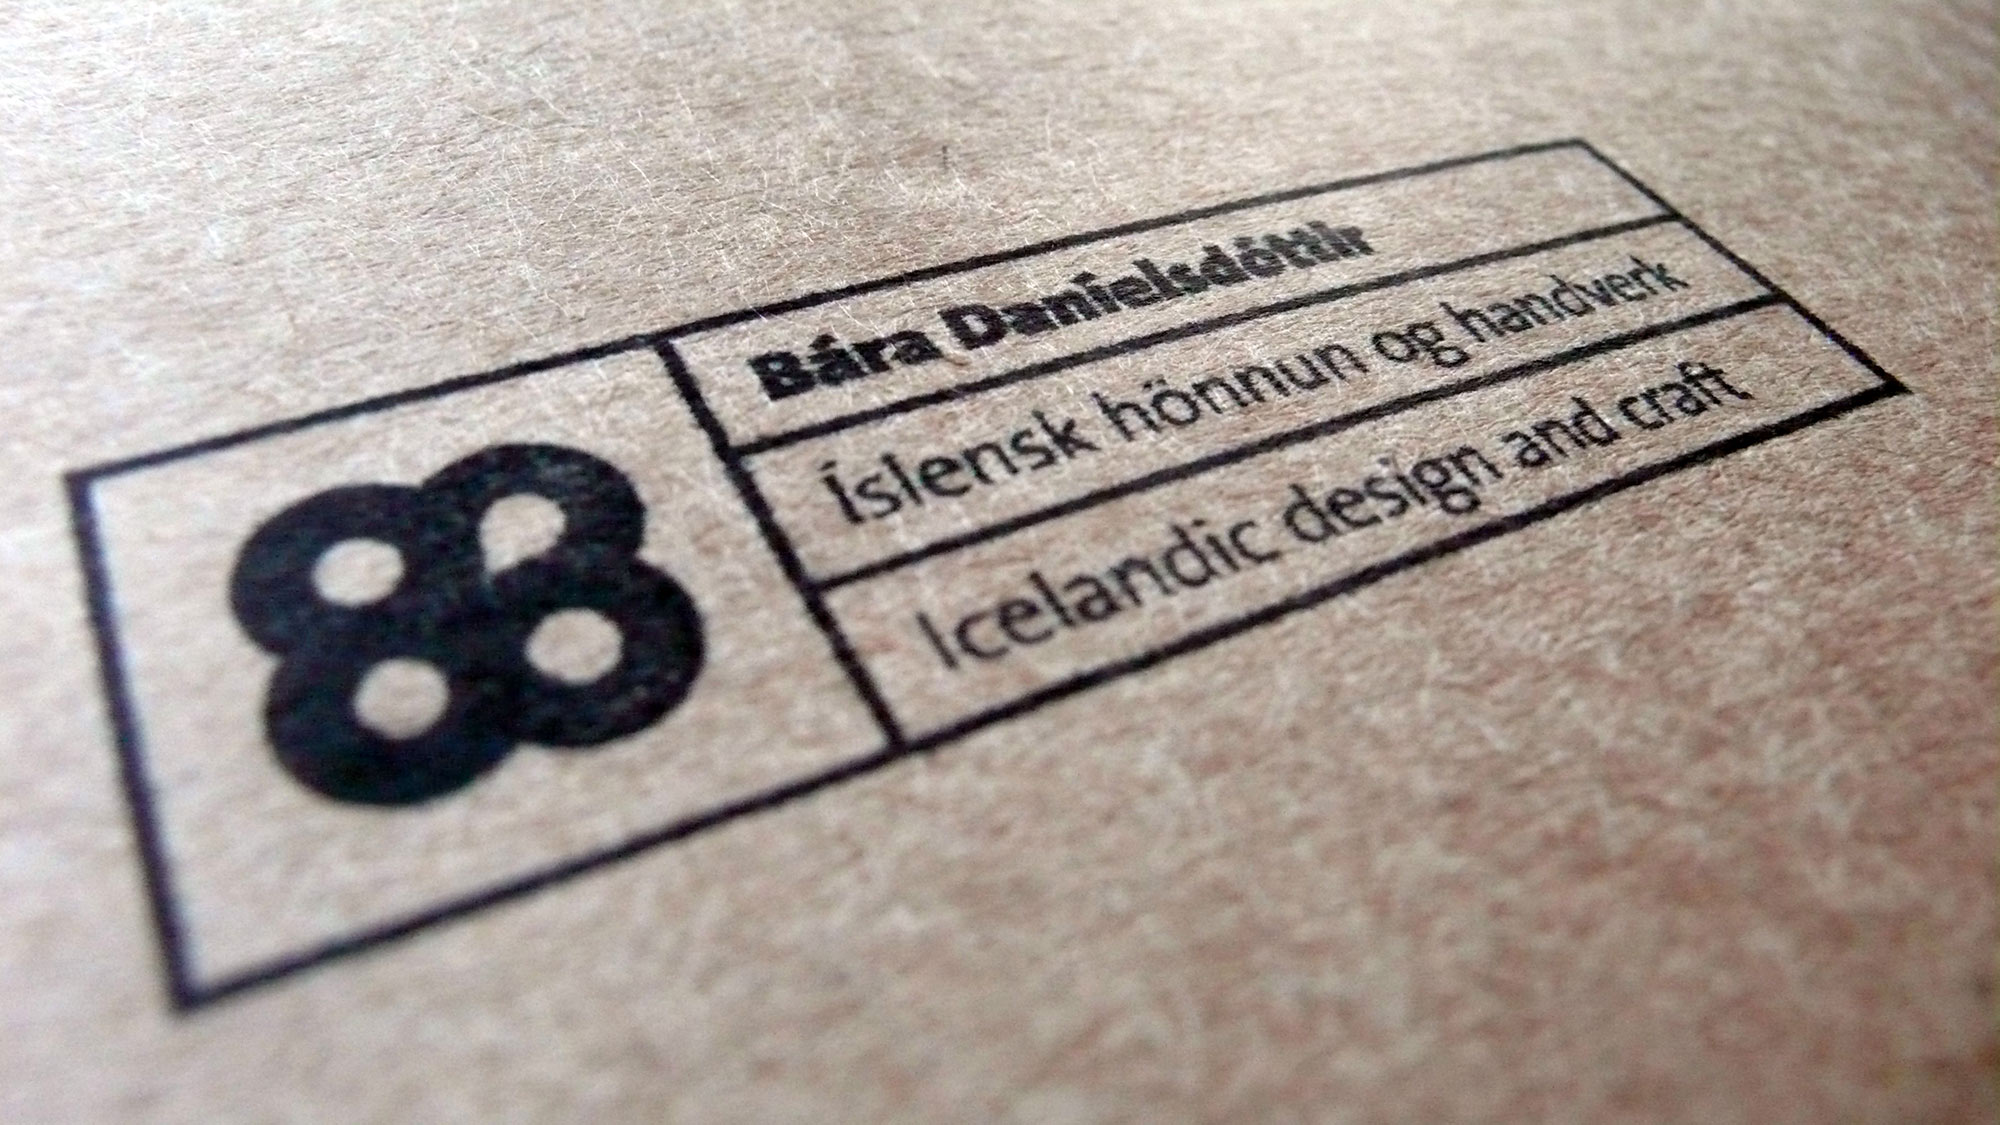 Bára Daníelsdóttir
Íslensk hönnun og handverk
Icelandic design and craft